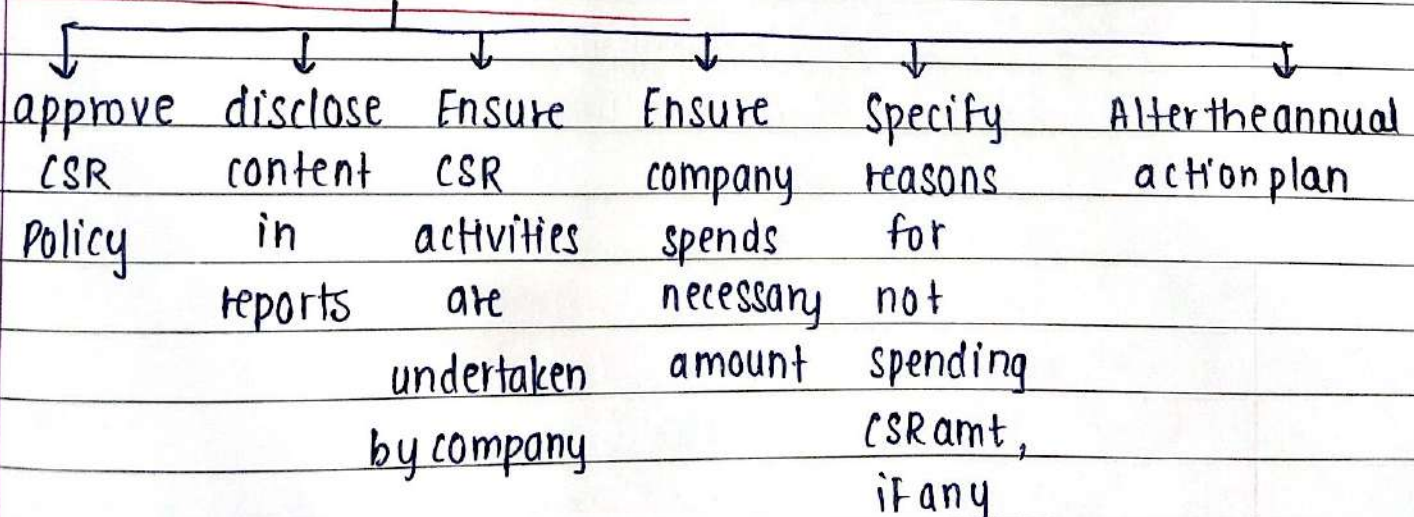 approve disclose Ensure Ensure Specify Alter the annual
CSR content CSR company reasons action plan
Policy in activities spends for
reports are necessary not
undertaken amount spending
by company CSR amt,
if any